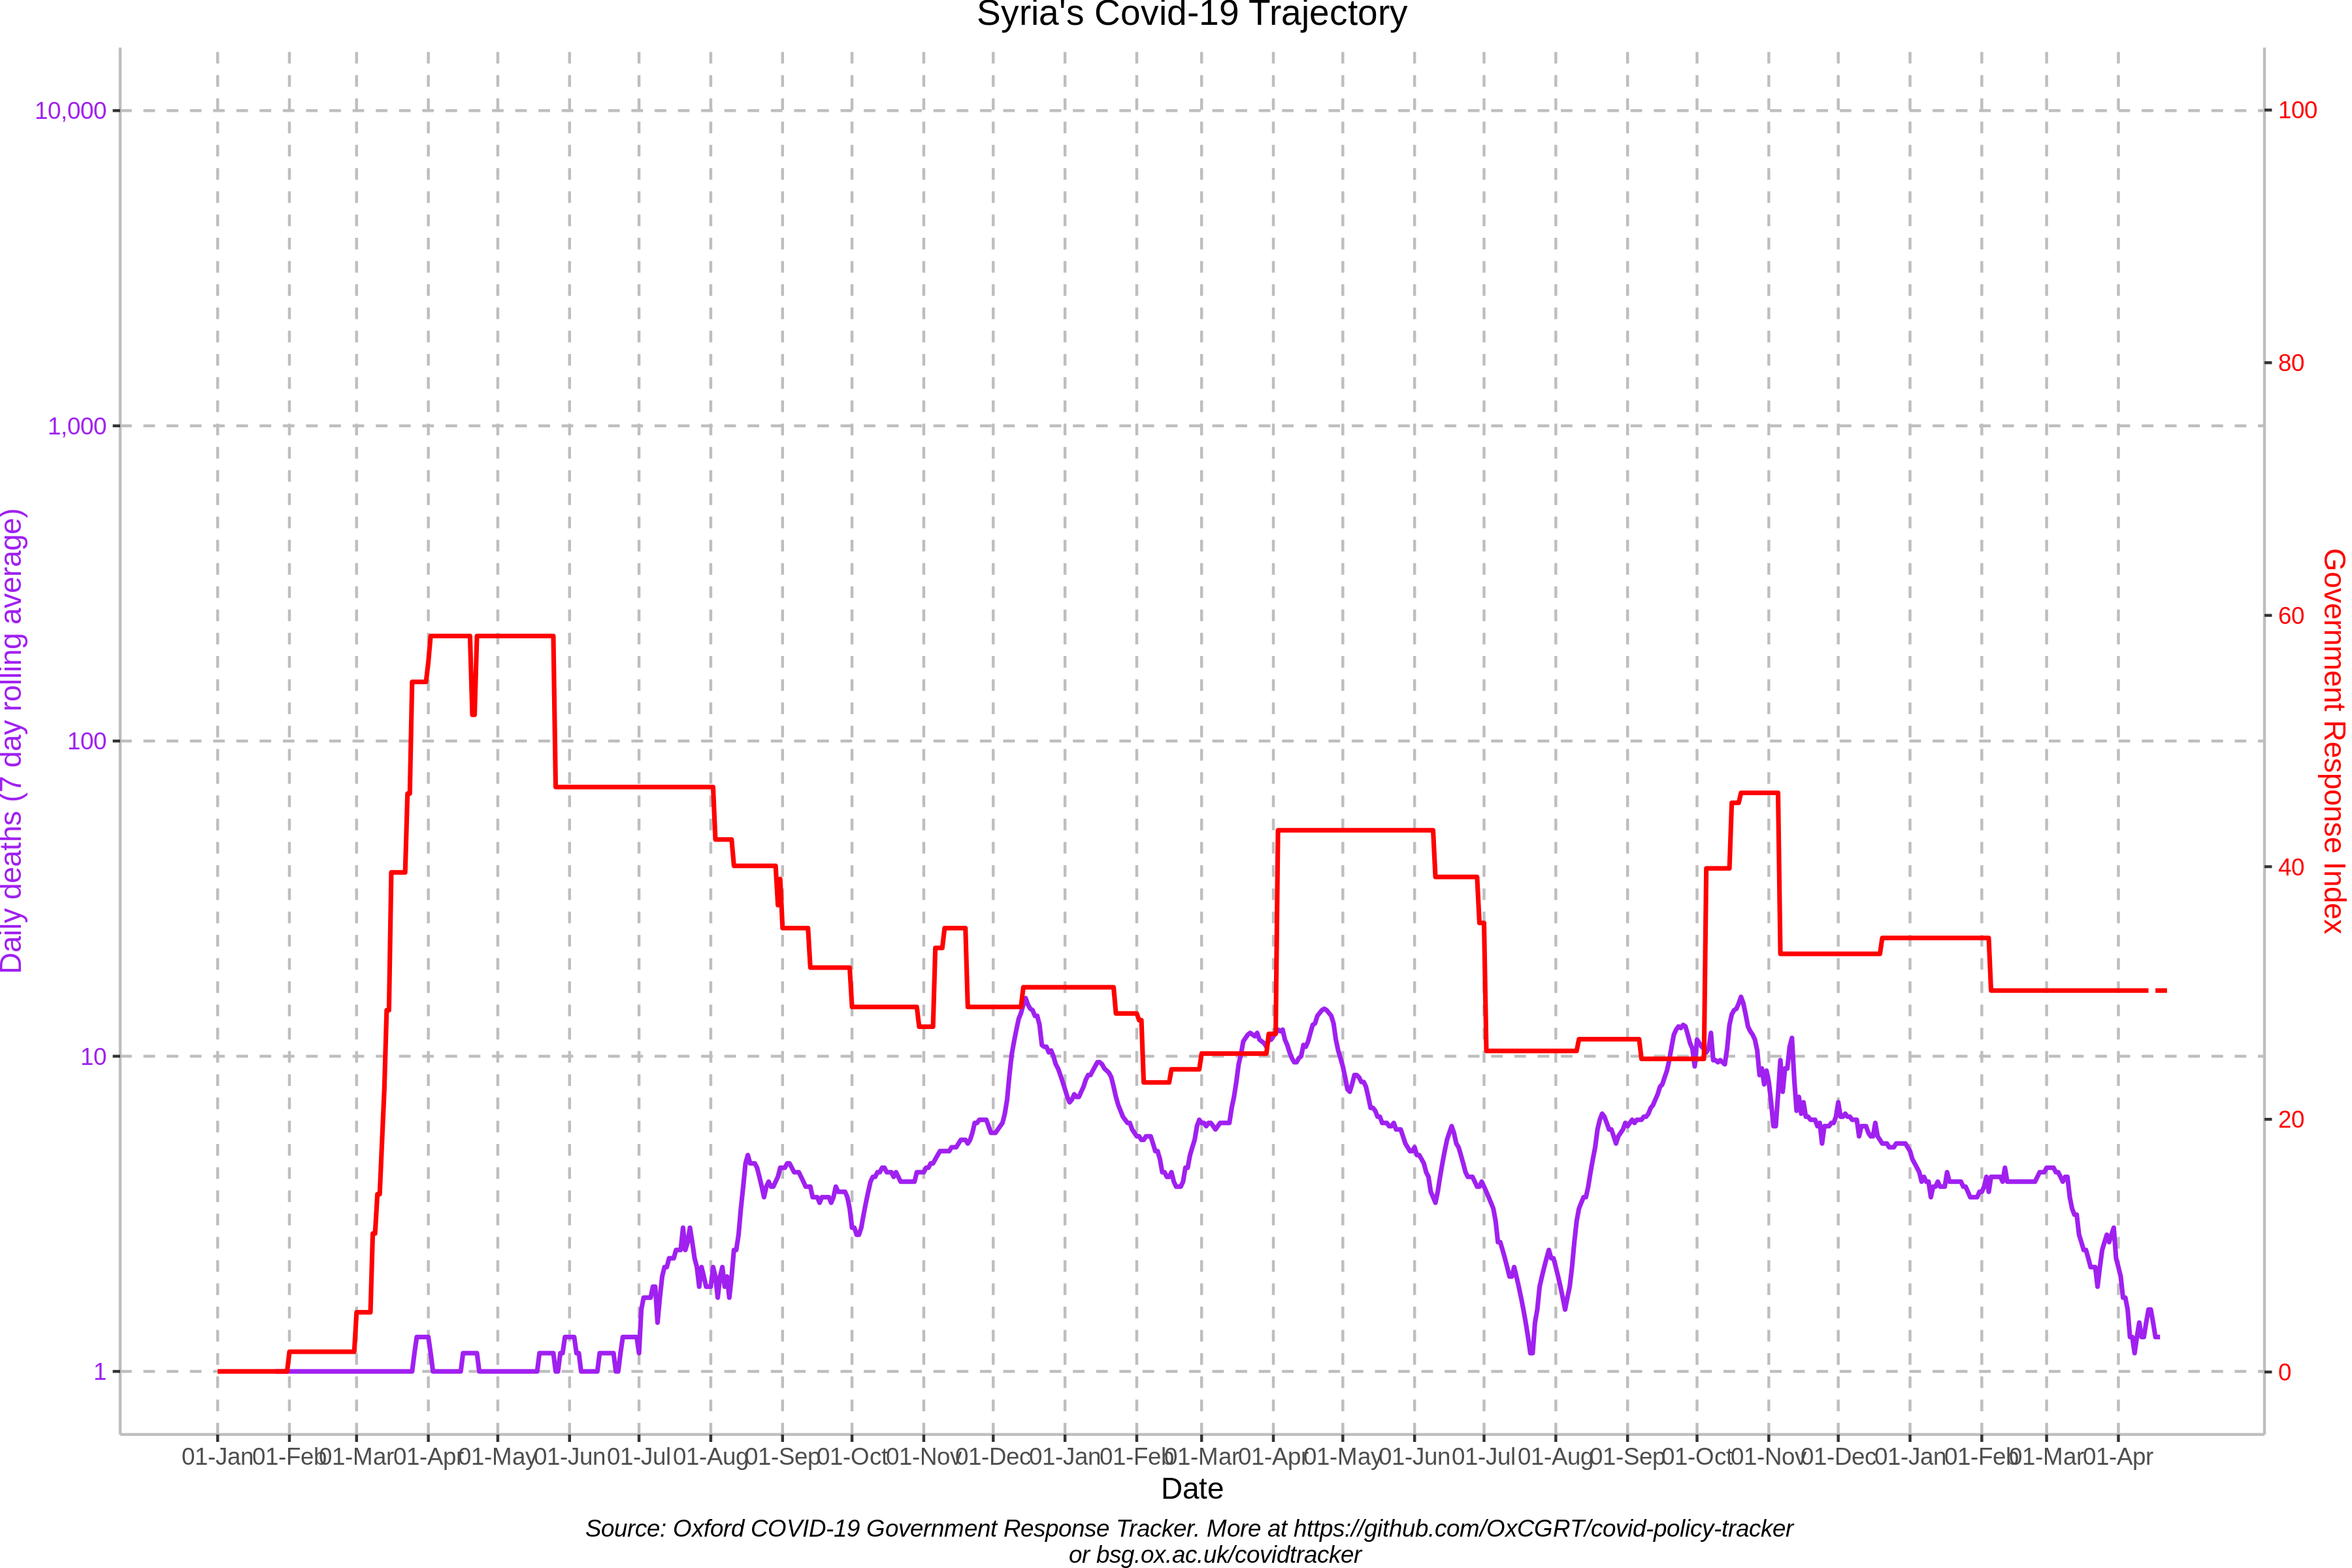 Syria's Covid-19 Trajectory
10,000
1,000
100
10
1
Daily deaths (7 day rolling average)
100
80
60
40
20
0
Government Response Index
01-Jan 01-Feb 01-Mar 01-Apr 01-May 01-Jun 01-Jul 01-Aug 01-Sep 01-Oct 01-Nov 01-Dec 01-Jan 01-Feb 01-Mar 01-Apr 01-May 01-Jun 01-Jul 01-Aug 01-Sep 01-Oct 01-Nov 01-Dec 01-Jan 01-Feb 01-Mar 01-Apr
Date
Source: Oxford COVID-19 Government Response Tracker. More at https://github.com/OxCGRT/covid-policy-tracker
or bsg.ox.ac.uk/covidtracker